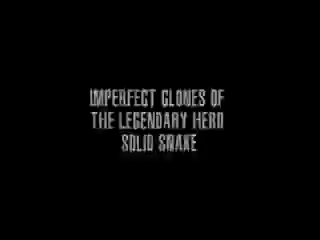 IMPERFECT CLONES OF
THE LEGENDARY HERO
SOLID SNAKE